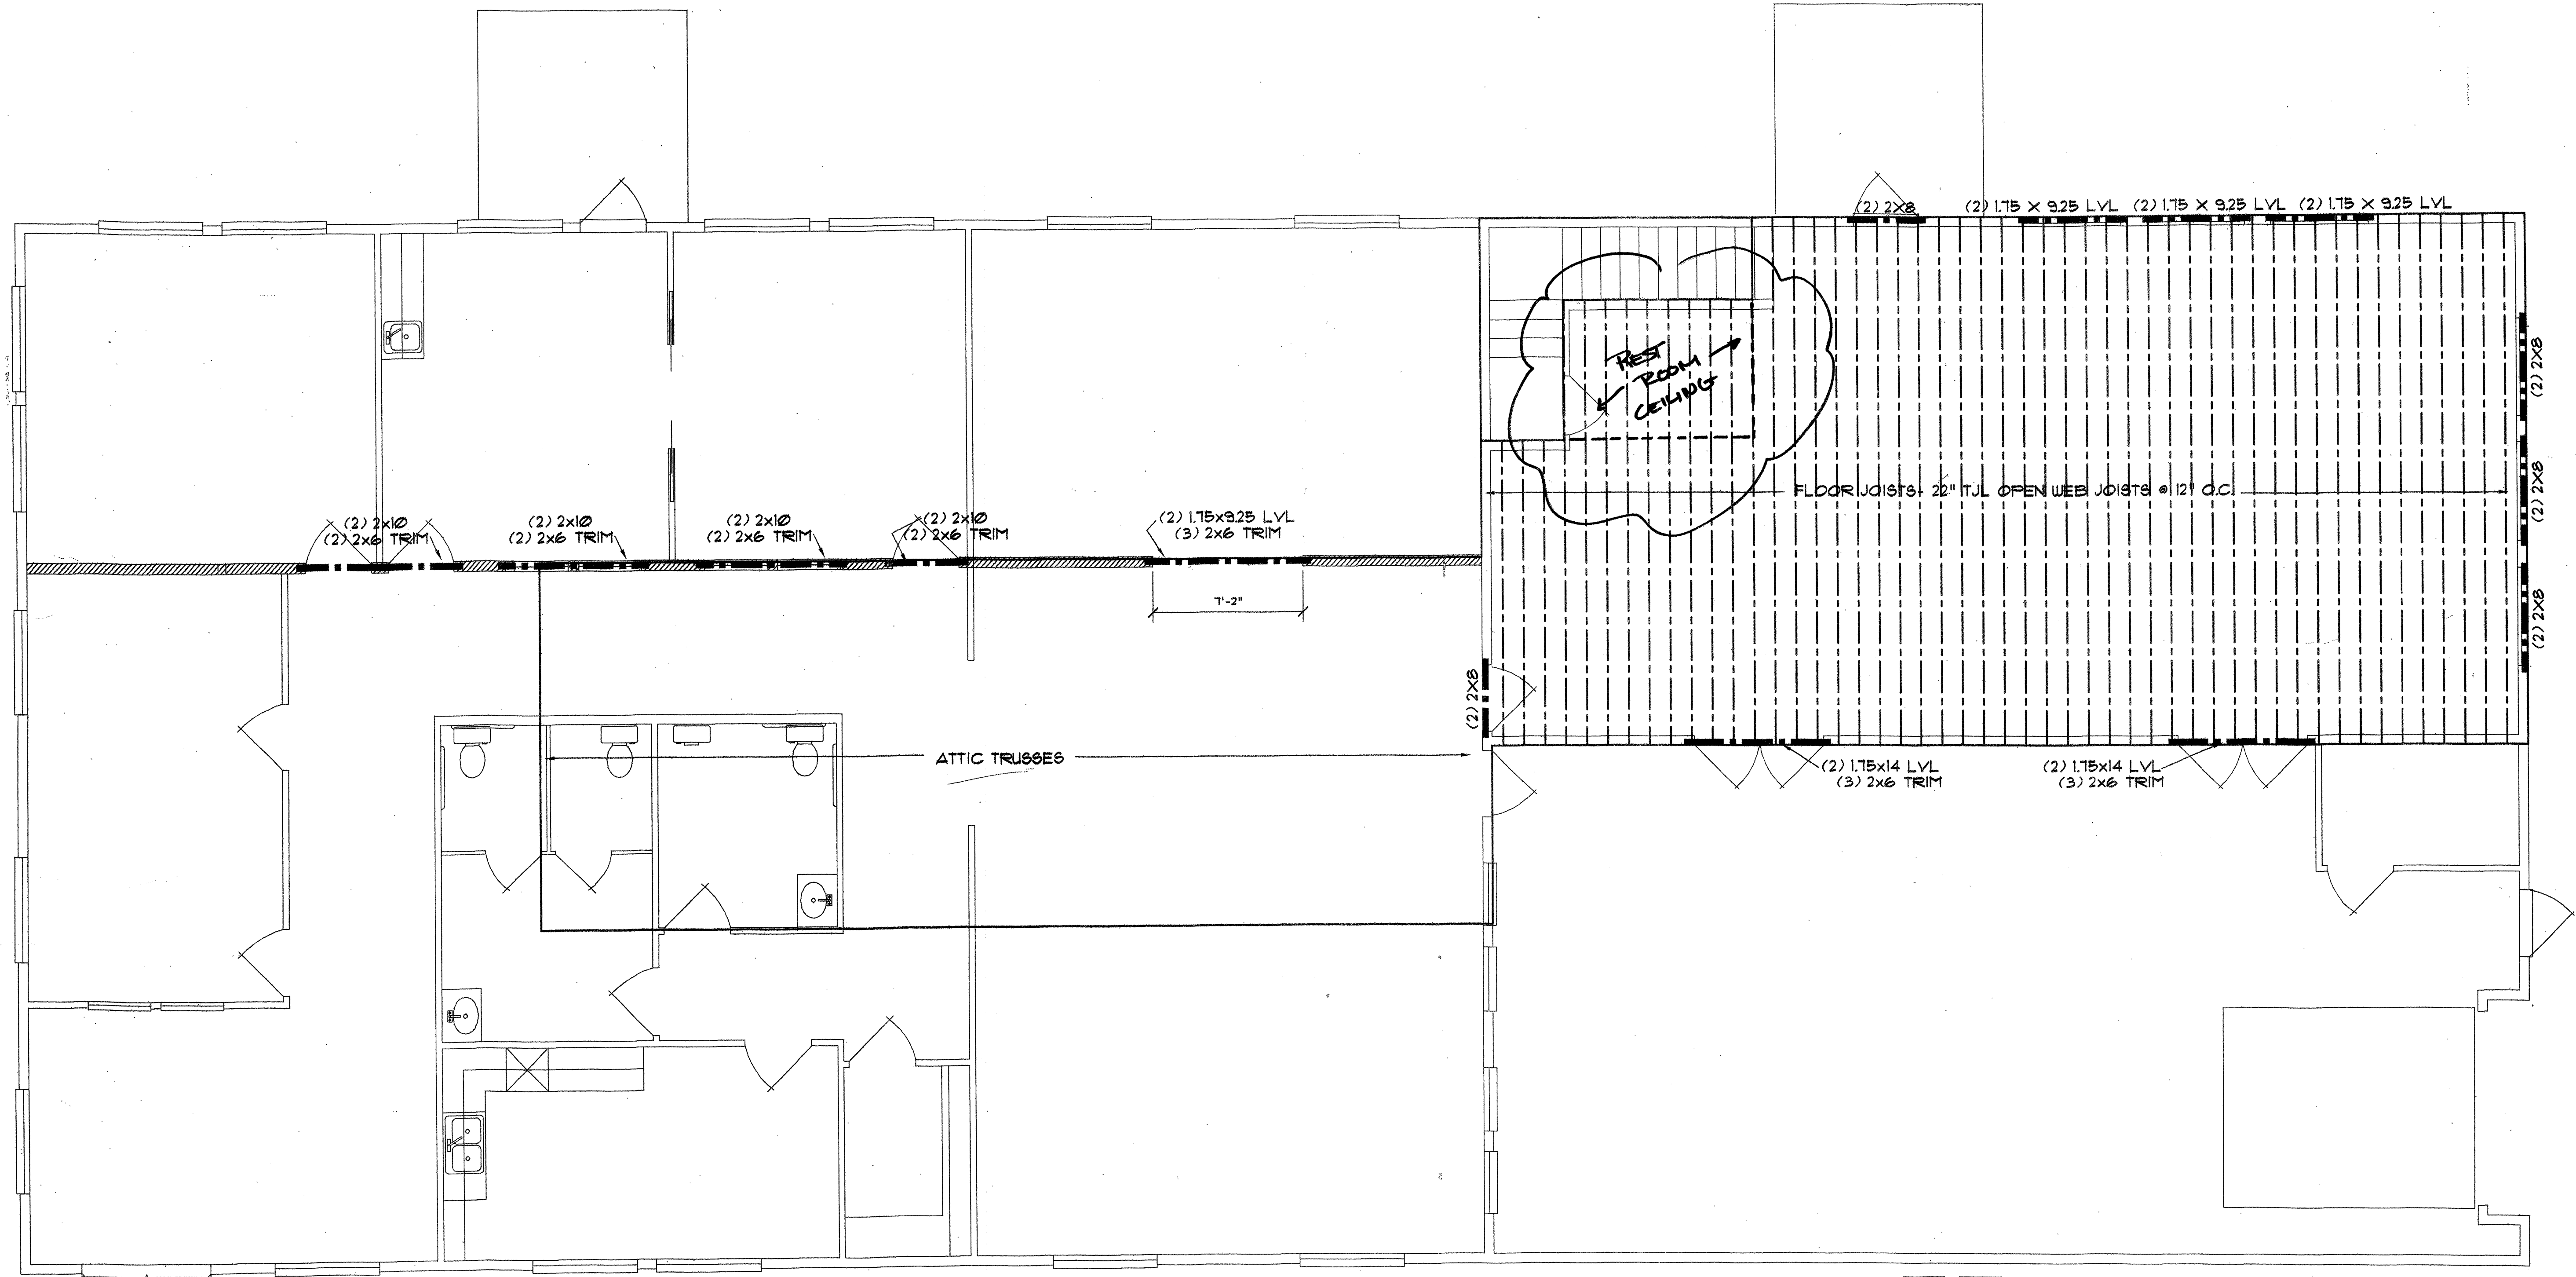 (2) 2X8
(2) 1.75 X 9.25 LVL
(2) 1.75 X 9.25 LVL
(2) 1.75 X 9.25 LVL
REST
ROOM
CEILING
(2) 2X8
(2) 2X8
(2) 2X8
FLOOR JOISTS- 22" TJL OPEN WEB JOISTS @ 12" O.C.
(2) 2x10
(2) 2x6 TRIM
(2) 2x10
(2) 2x6 TRIM
(2) 2x10
(2) 2x6 TRIM
(2) 2x10
(2) 2x6 TRIM
(2) 1.75x9.25 LVL
(3) 2x6 TRIM
7'-2"
(2) 2X8
ATTIC TRUSSES
(2) 1.75x14 LVL
(3) 2x6 TRIM
(2) 1.75x14 LVL
(3) 2x6 TRIM